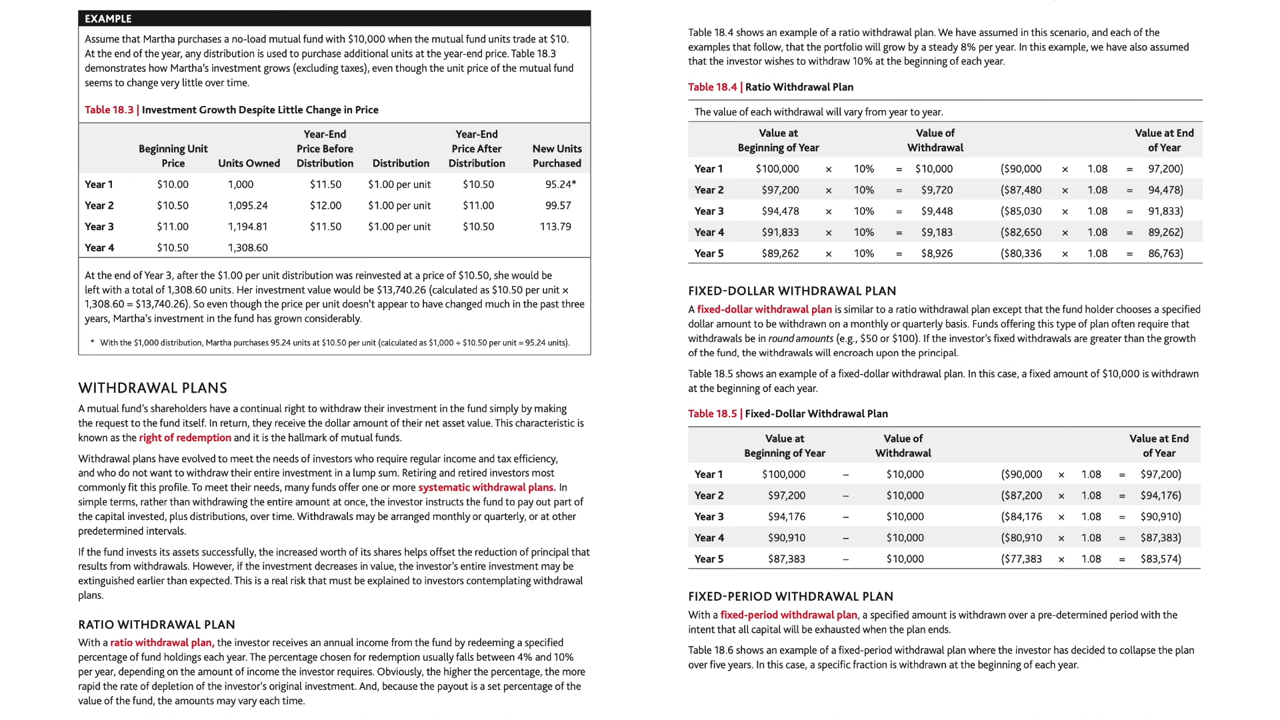 EXAMPLE
Assume that Martha purchases a no-load mutual fund with $10,000 when the mutual fund units trade at $10.
At the end of the year, any distribution is used to purchase additional units at the year-end price. Table 18.3
demonstrates how Martha's investment grows (excluding taxes), even though the unit price of the mutual fund
seems to change very little over time.
Table 18.3 | Investment Growth Despite Little Change in Price
Beginning Unit Price Units Owned Year-End Price Before Distribution Distribution Year-End Price After Distribution New Units Purchased
Year 1 $10.00 1,000 $11.50 $1.00 per unit $10.50 95.24*
Year 2 $10.50 1,095.24 $12.00 $1.00 per unit $11.00 99.57
Year 3 $11.00 1,194.81 $11.50 $1.00 per unit $10.50 113.79
Year 4 $10.50 1,308.60
At the end of Year 3, after the $1.00 per unit distribution was reinvested at a price of $10.50, she would be
left with a total of 1,308.60 units. Her investment value would be $13,740.26 (calculated as $10.50 per unit ×
1,308.60 = $13,740.26). So even though the price per unit doesn't appear to have changed much in the past three
years, Martha's investment in the fund has grown considerably.
* With the $1,000 distribution, Martha purchases 95.24 units at $10.50 per unit (calculated as $1,000 ÷ $10.50 per unit = 95.24 units).
WITHDRAWAL PLANS
A mutual fund's shareholders have a continual right to withdraw their investment in the fund simply by making
the request to the fund itself. In return, they receive the dollar amount of their net asset value. This characteristic is
known as the right of redemption and it is the hallmark of mutual funds.
Withdrawal plans have evolved to meet the needs of investors who require regular income and tax efficiency,
and who do not want to withdraw their entire investment in a lump sum. Retiring and retired investors most
commonly fit this profile. To meet their needs, many funds offer one or more systematic withdrawal plans. In
simple terms, rather than withdrawing the entire amount at once, the investor instructs the fund to pay out part of
the capital invested, plus distributions, over time. Withdrawals may be arranged monthly or quarterly, or at other
predetermined intervals.
If the fund invests its assets successfully, the increased worth of its shares helps offset the reduction of principal that
results from withdrawals. However, if the investment decreases in value, the investor's entire investment may be
extinguished earlier than expected. This is a real risk that must be explained to investors contemplating withdrawal
plans.
RATIO WITHDRAWAL PLAN
With a ratio withdrawal plan, the investor receives an annual income from the fund by redeeming a specified
percentage of fund holdings each year. The percentage chosen for redemption usually falls between 4% and 10%
per year, depending on the amount of income the investor requires. Obviously, the higher the percentage, the more
rapid the rate of depletion of the investor's original investment. And, because the payout is a set percentage of the
value of the fund, the amounts may vary each time.
Table 18.4 shows an example of a ratio withdrawal plan. We have assumed in this scenario, and each of the
examples that follow, that the portfolio will grow by a steady 8% per year. In this example, we have also assumed
that the investor wishes to withdraw 10% at the beginning of each year.
Table 18.4 | Ratio Withdrawal Plan
The value of each withdrawal will vary from year to year.
Value at Beginning of Year Value of Withdrawal Value at End of Year
Year 1 $100,000 × 10% = $10,000 ($90,000 × 1.08 = 97,200)
Year 2 $97,200 × 10% = $9,720 ($87,480 × 1.08 = 94,478)
Year 3 $94,478 × 10% = $9,448 ($85,030 × 1.08 = 91,833)
Year 4 $91,833 × 10% = $9,183 ($82,650 × 1.08 = 89,262)
Year 5 $89,262 × 10% = $8,926 ($80,336 × 1.08 = 86,763)
FIXED-DOLLAR WITHDRAWAL PLAN
A fixed-dollar withdrawal plan is similar to a ratio withdrawal plan except that the fund holder chooses a specified
dollar amount to be withdrawn on a monthly or quarterly basis. Funds offering this type of plan often require that
withdrawals be in round amounts (e.g., $50 or $100). If the investor's fixed withdrawals are greater than the growth
of the fund, the withdrawals will encroach upon the principal.
Table 18.5 shows an example of a fixed-dollar withdrawal plan. In this case, a fixed amount of $10,000 is withdrawn
at the beginning of each year.
Table 18.5 | Fixed-Dollar Withdrawal Plan
Value at Beginning of Year Value of Withdrawal Value at End of Year
Year 1 $100,000 – $10,000 ($90,000 × 1.08 = $97,200)
Year 2 $97,200 – $10,000 ($87,200 × 1.08 = $94,176)
Year 3 $94,176 – $10,000 ($84,176 × 1.08 = $90,910)
Year 4 $90,910 – $10,000 ($80,910 × 1.08 = $87,383)
Year 5 $87,383 – $10,000 ($77,383 × 1.08 = $83,574)
FIXED-PERIOD WITHDRAWAL PLAN
With a fixed-period withdrawal plan, a specified amount is withdrawn over a pre-determined period with the
intent that all capital will be exhausted when the plan ends.
Table 18.6 shows an example of a fixed-period withdrawal plan where the investor has decided to collapse the plan
over five years. In this case, a specific fraction is withdrawn at the beginning of each year.